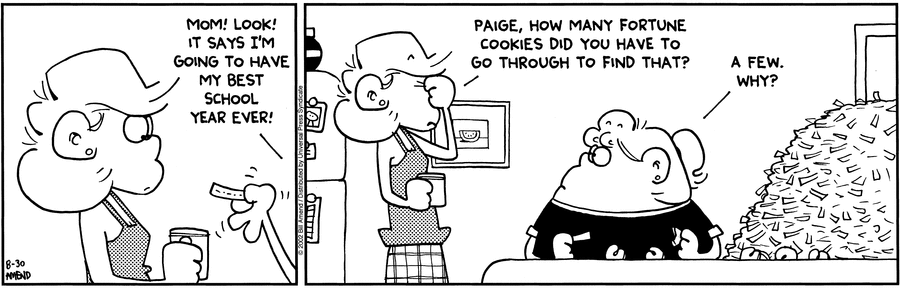 MOM! LOOK!
IT SAYS I'M
GOING TO HAVE
MY BEST
SCHOOL
YEAR EVER!
8-30
AMEND
© 2002 Bill Amend / Distributed by Universal Press Syndicate
PAIGE, HOW MANY FORTUNE
COOKIES DID YOU HAVE TO
GO THROUGH TO FIND THAT?
A FEW.
WHY?